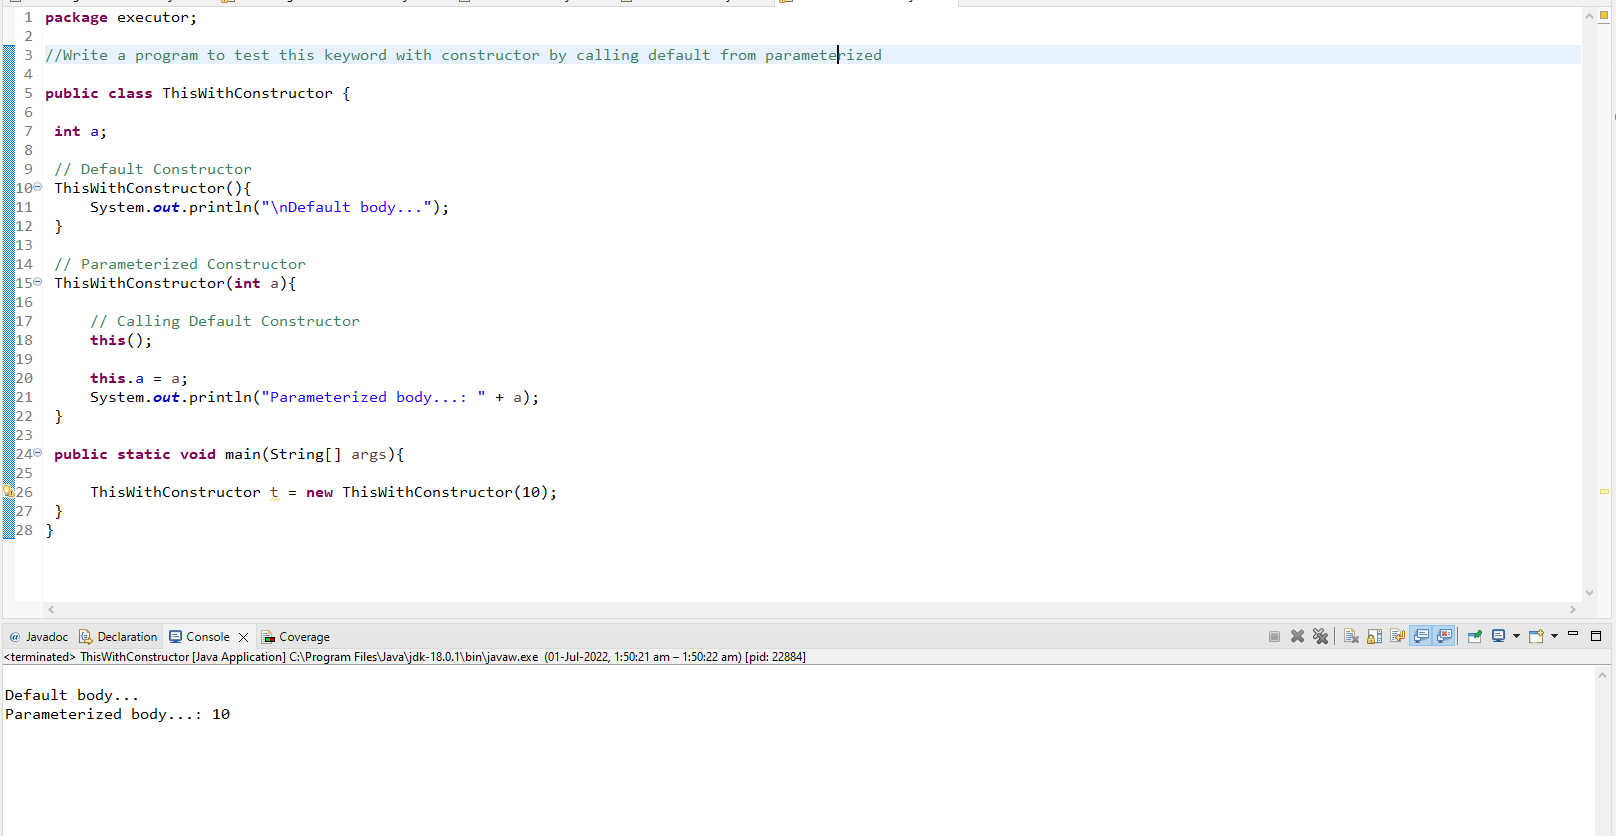 1 package executor;
2
3 //Write a program to test this keyword with constructor by calling default from parameterized
4
5 public class ThisWithConstructor {
6
7 int a;
8
9 // Default Constructor
10 ThisWithConstructor(){
11 System.out.println("\nDefault body...");
12 }
13
14 // Parameterized Constructor
15 ThisWithConstructor(int a){
16
17 // Calling Default Constructor
18 this();
19
20 this.a = a;
21 System.out.println("Parameterized body...: " + a);
22 }
23
24 public static void main(String[] args){
25
26 ThisWithConstructor t = new ThisWithConstructor(10);
27 }
28 }
@ Javadoc Declaration Console Coverage
<terminated> ThisWithConstructor [Java Application] C:\Program Files\Java\jdk-18.0.1\bin\javaw.exe (01-Jul-2022, 1:50:21 am – 1:50:22 am) [pid: 22884]
Default body...
Parameterized body...: 10